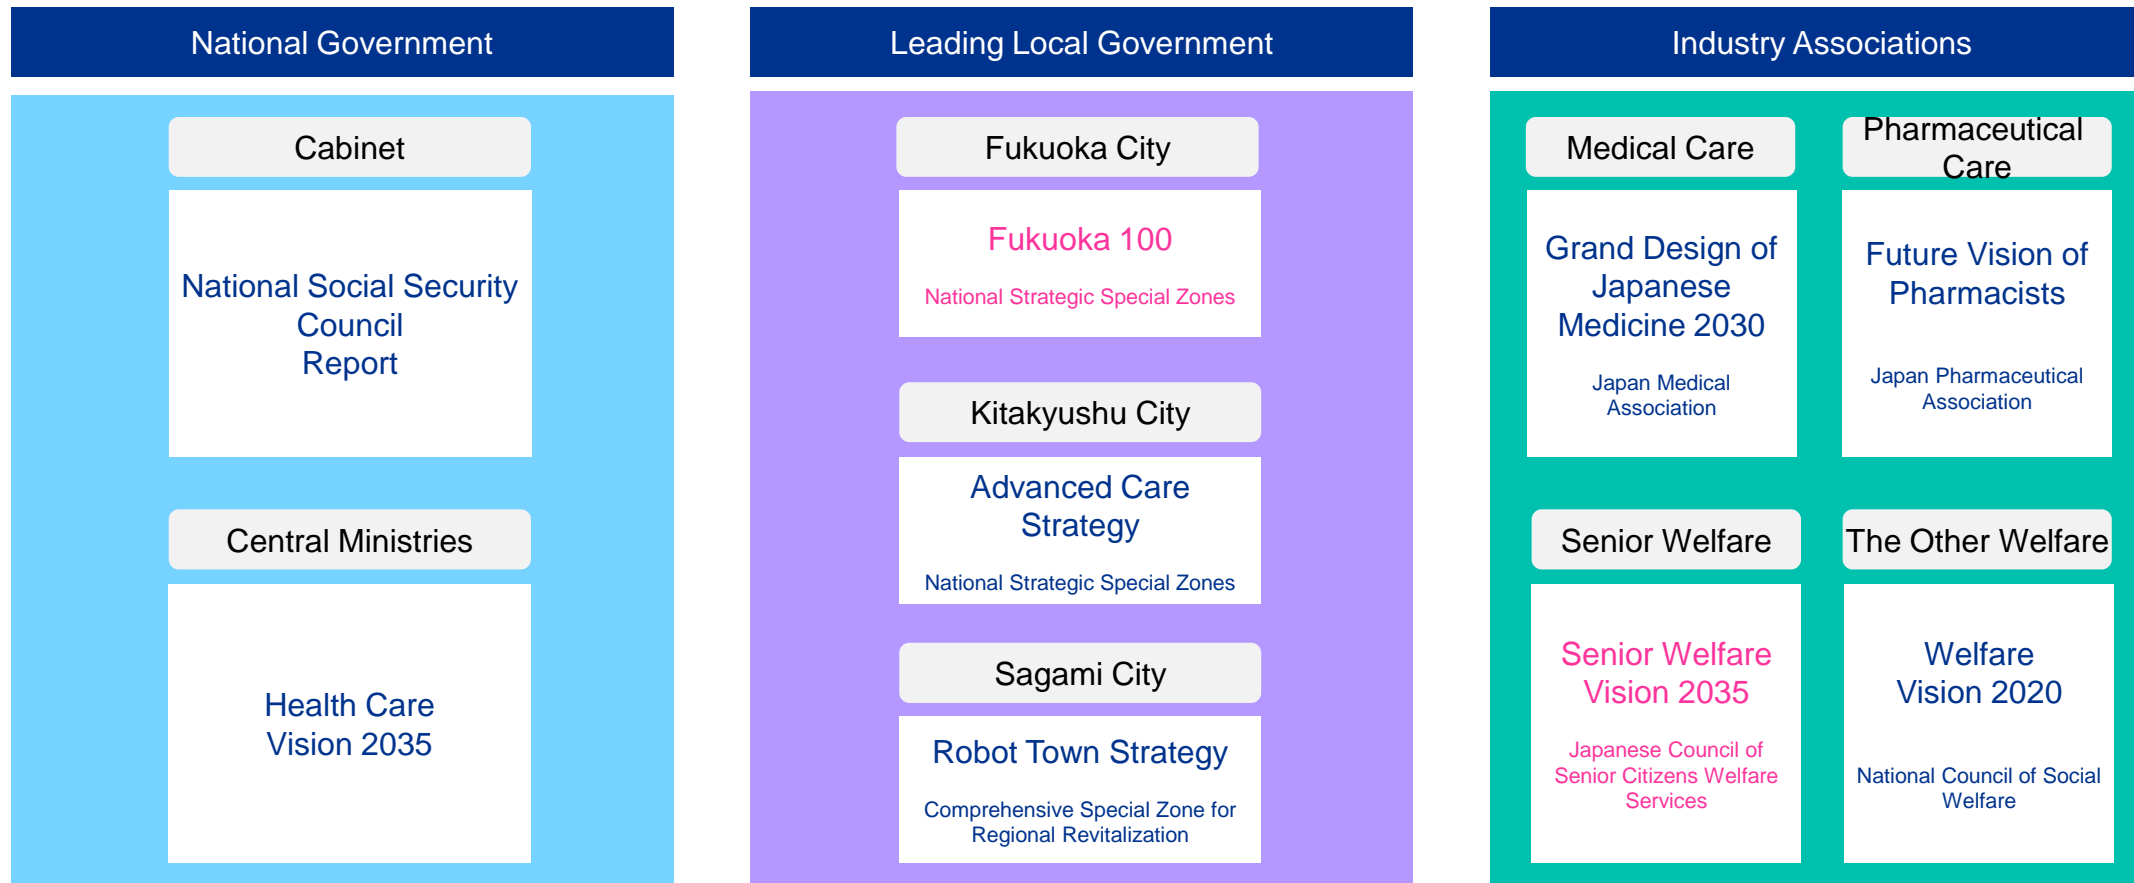 National Government
Cabinet
National Social Security
Council
Report
Central Ministries
Health Care
Vision 2035
Leading Local Government
Fukuoka City
Fukuoka 100
National Strategic Special Zones
Kitakyushu City
Advanced Care
Strategy
National Strategic Special Zones
Sagami City
Robot Town Strategy
Comprehensive Special Zone for
Regional Revitalization
Industry Associations
Medical Care
Grand Design of
Japanese
Medicine 2030
Japan Medical
Association
Pharmaceutical
Care
Future Vision of
Pharmacists
Japan Pharmaceutical
Association
Senior Welfare
Senior Welfare
Vision 2035
Japanese Council of
Senior Citizens Welfare
Services
The Other Welfare
Welfare
Vision 2020
National Council of Social
Welfare